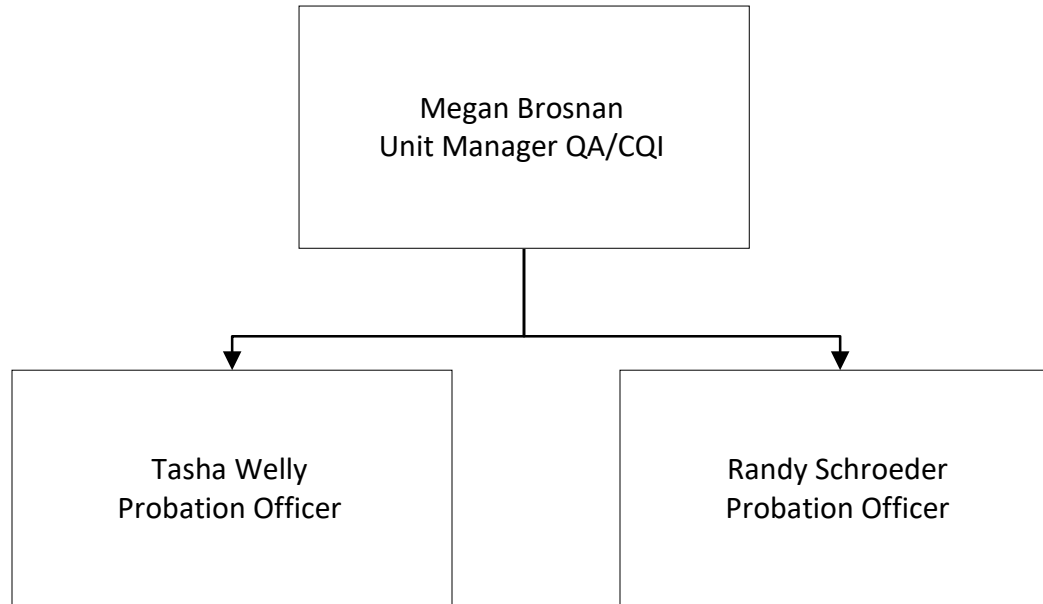 Megan Brosnan
Unit Manager QA/CQI
Tasha Welly
Probation Officer
Randy Schroeder
Probation Officer